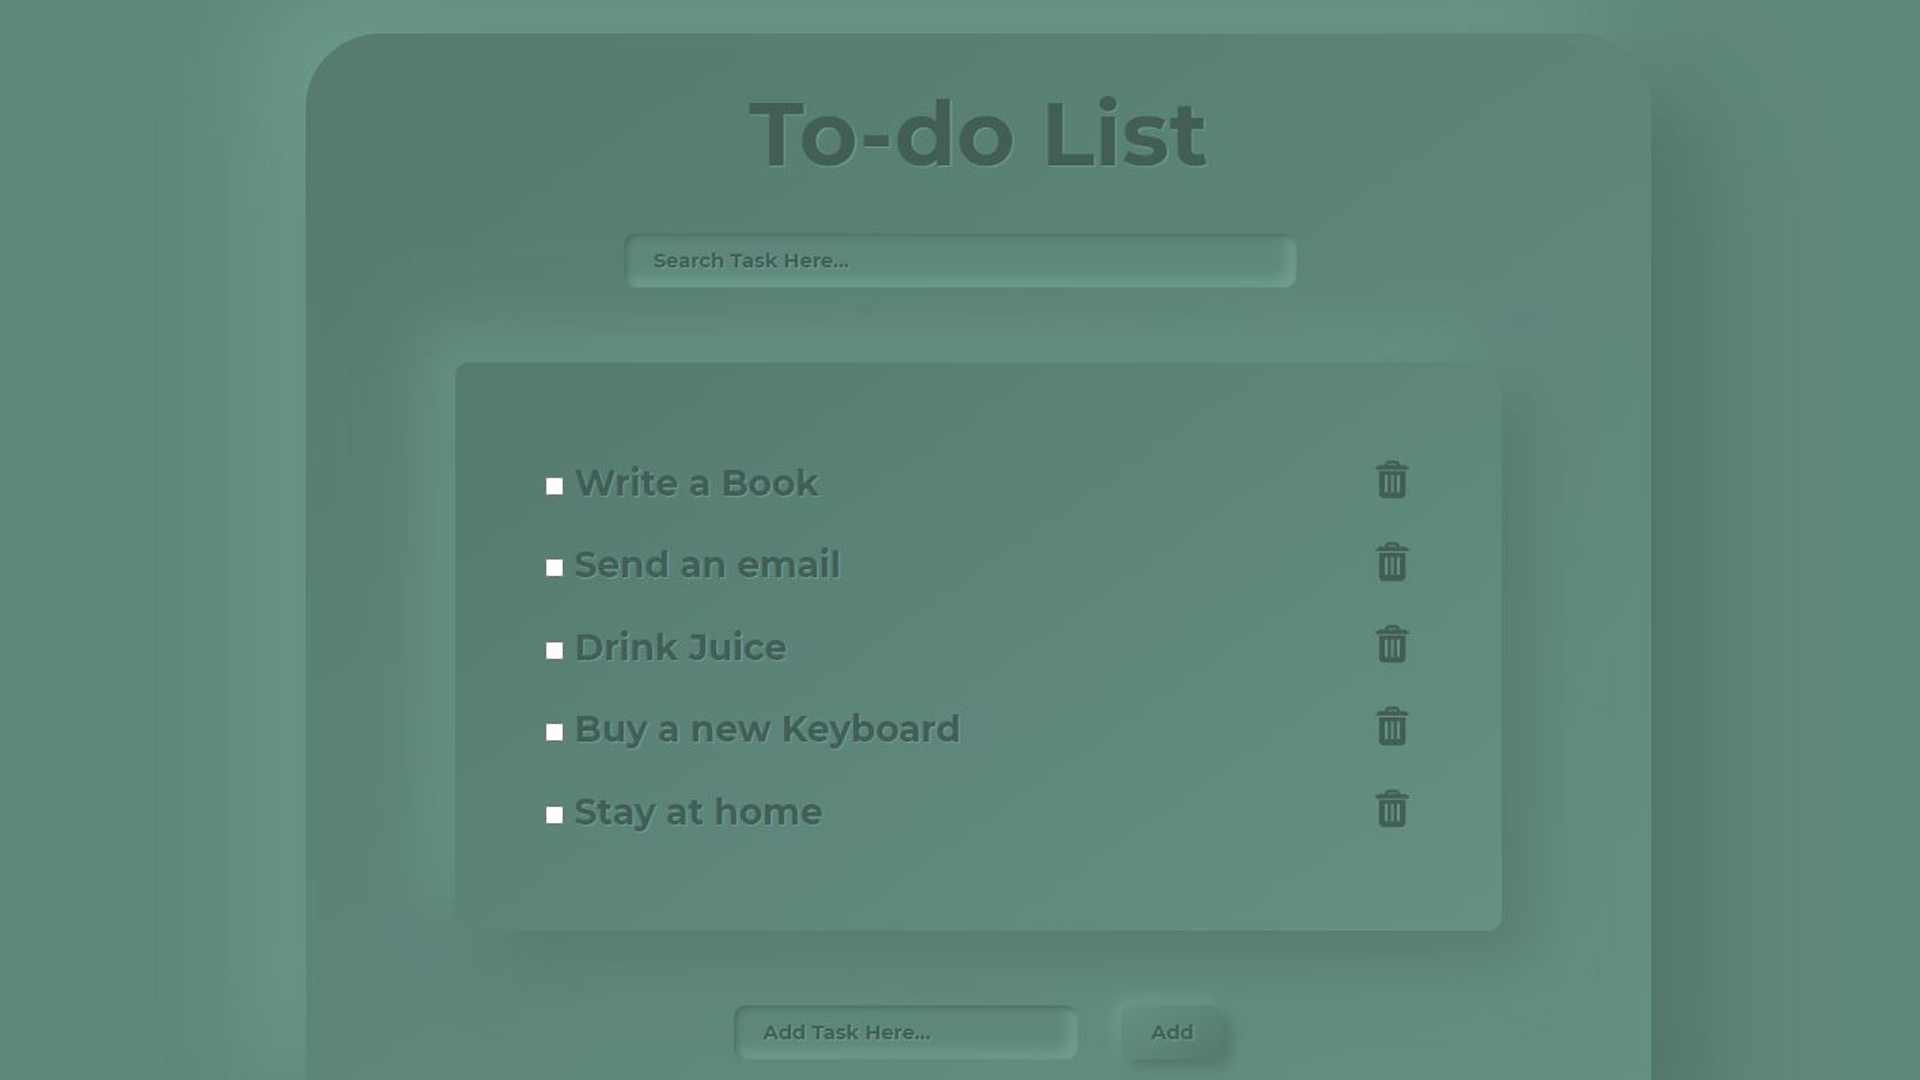 To-do List
Search Task Here...
Write a Book
Send an email
Drink Juice
Buy a new Keyboard
Stay at home
Add Task Here...
Add